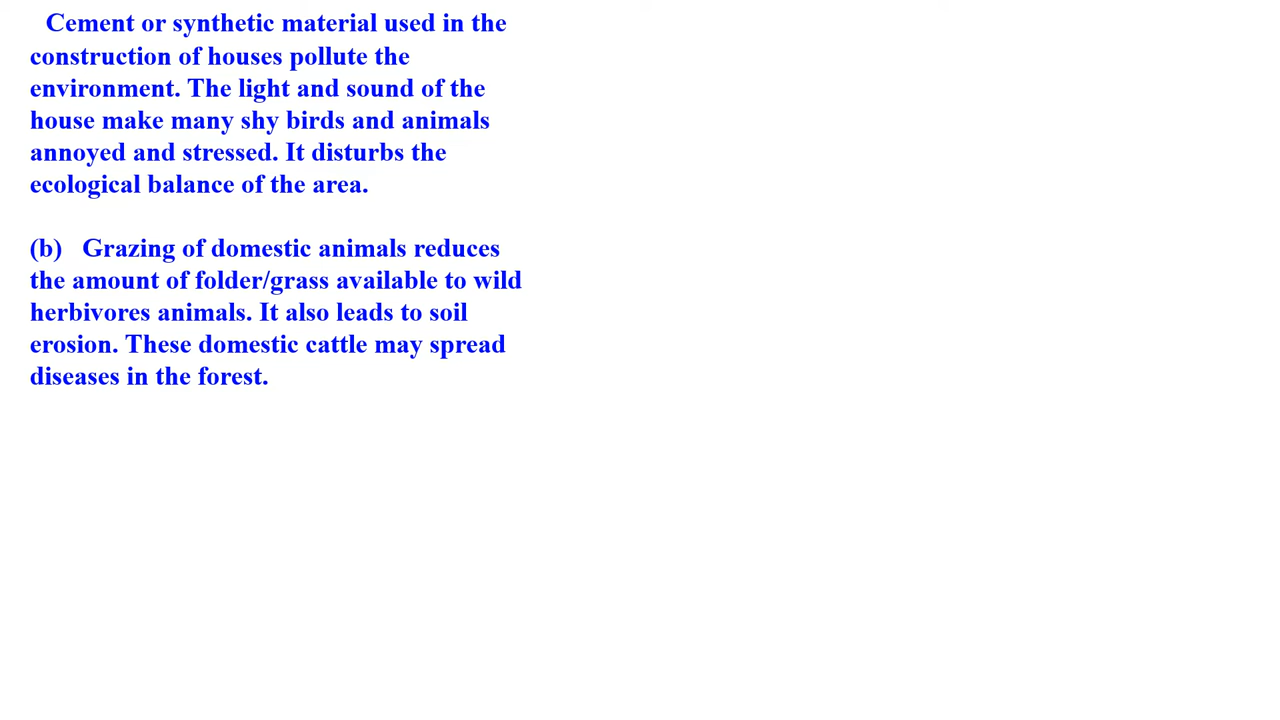 Cement or synthetic material used in the
construction of houses pollute the
environment. The light and sound of the
house make many shy birds and animals
annoyed and stressed. It disturbs the
ecological balance of the area.
(b) Grazing of domestic animals reduces
the amount of folder/grass available to wild
herbivores animals. It also leads to soil
erosion. These domestic cattle may spread
diseases in the forest.